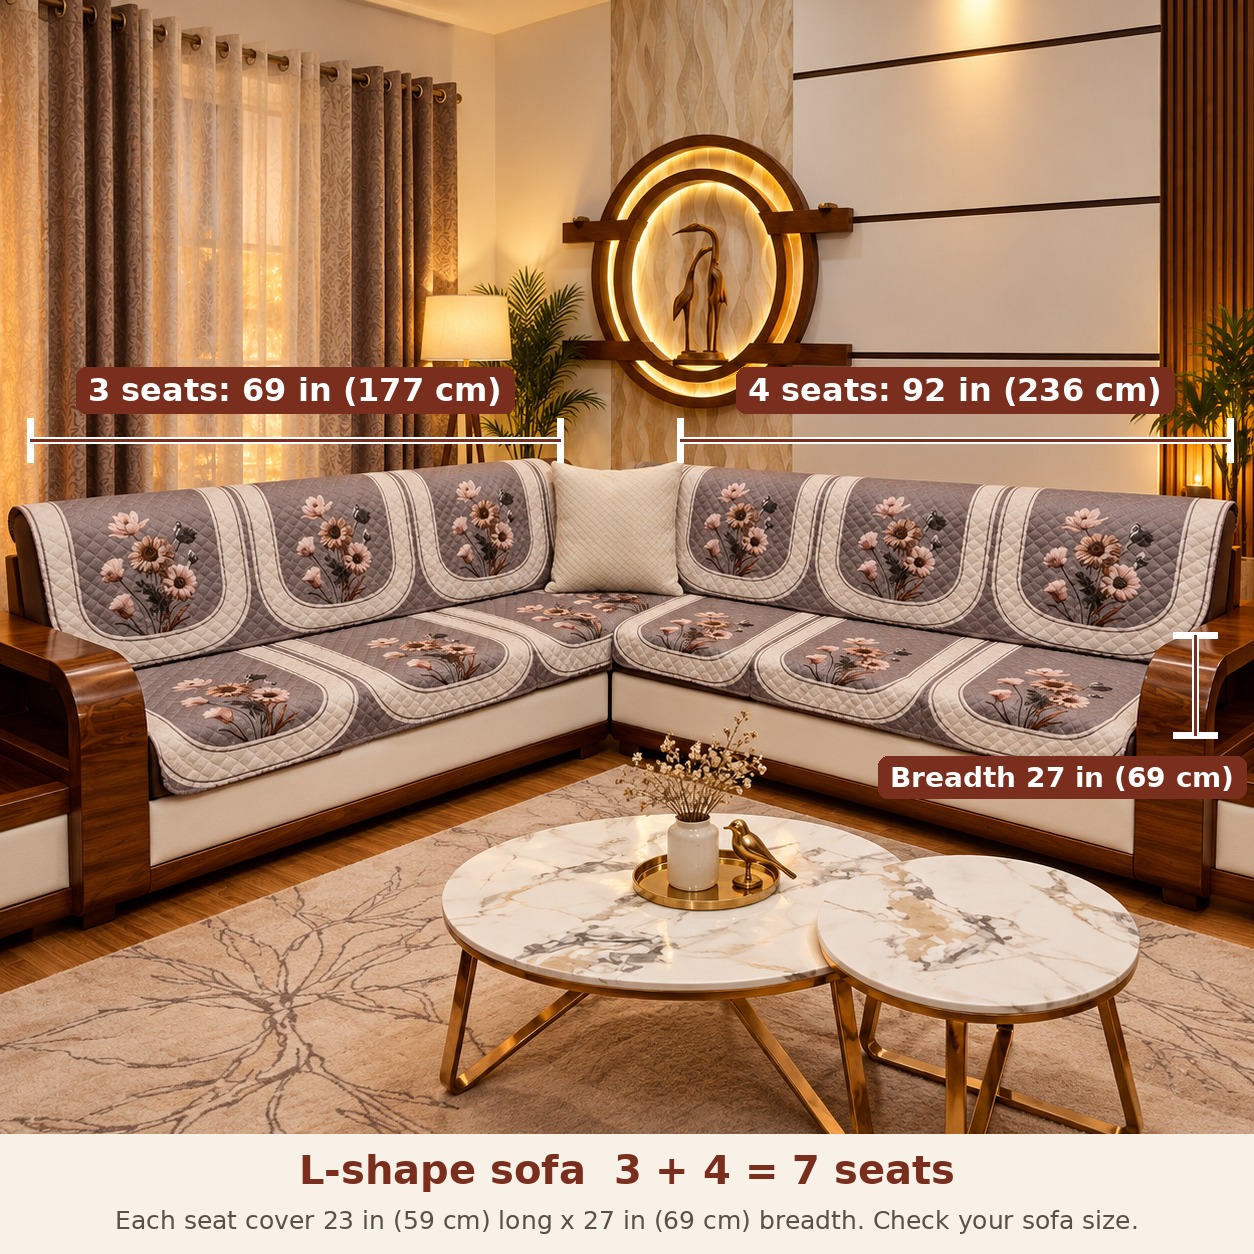 3 seats: 69 in (177 cm)
4 seats: 92 in (236 cm)
Breadth 27 in (69 cm)
L-shape sofa  3 + 4 = 7 seats
Each seat cover 23 in (59 cm) long x 27 in (69 cm) breadth. Check your sofa size.